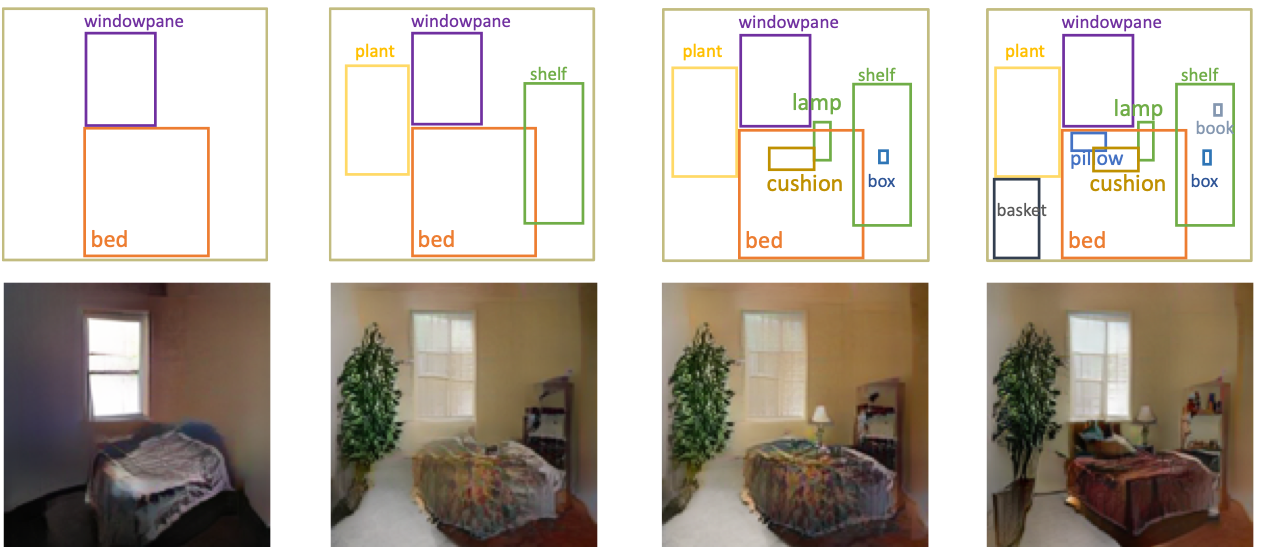 windowpane
bed
windowpane
plant
shelf
bed
windowpane
plant
shelf
lamp
cushion
box
bed
windowpane
plant
shelf
lamp
book
pillow
cushion
box
basket
bed